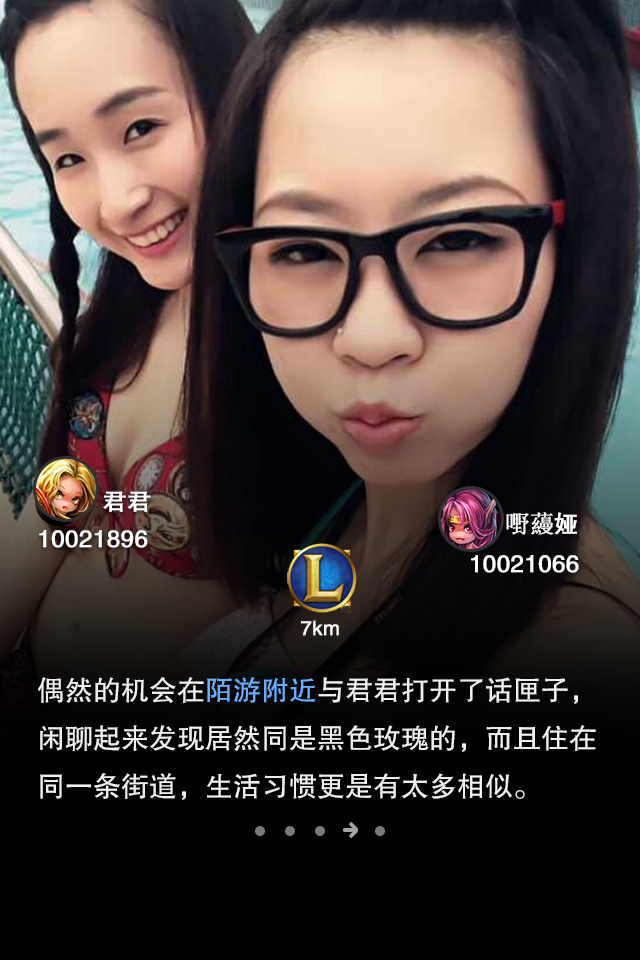 君君
10021896
嘢蘰娅
10021066
L
7km
偶然的机会在陌游附近与君君打开了话匣子，
闲聊起来发现居然同是黑色玫瑰的，而且住在
同一条街道，生活习惯更是有太多相似。